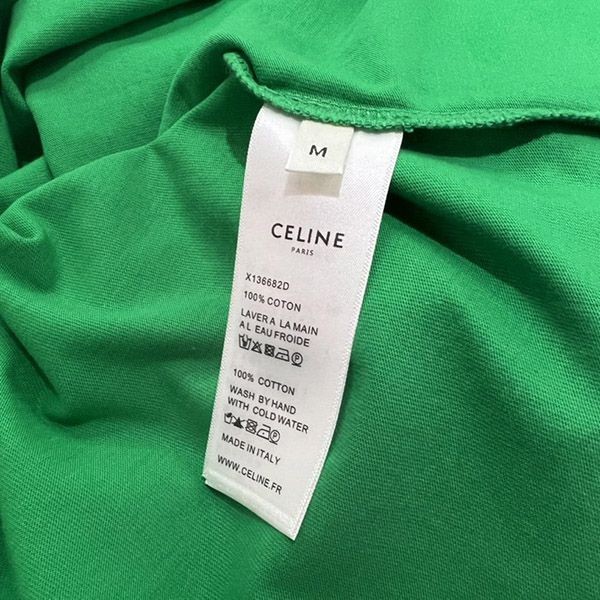 M
CELINE
PARIS
X136682D
100% COTON
LAVER A LA MAIN
A L EAU FROIDE
100% COTTON
WASH BY HAND
WITH COLD WATER
MADE IN ITALY
WWW.CELINE.FR